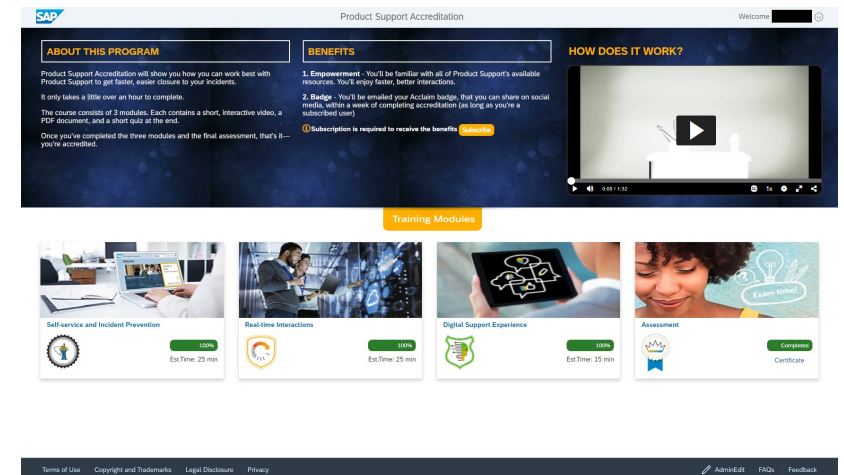 SAP
Product Support Accreditation
Welcome
ABOUT THIS PROGRAM
Product Support Accreditation will show you how you can work best with
Product Support to get faster, easier closure to your incidents.
It only takes a little over an hour to complete.
The course consists of 3 modules. Each contains a short, interactive video, a
PDF document, and a short quiz at the end.
Once you've completed the three modules and the final assessment, that's it—
you're accredited.
BENEFITS
1. Empowerment - You'll be familiar with all of Product Support's available
resources. You'll enjoy faster, better interactions.
2. Badge - You'll be emailed your Acclaim badge, that you can share on social
media, within a week of completing accreditation (as long as you're a
subscribed user)
Subscription is required to receive the benefits Subscribe
HOW DOES IT WORK?
0:00 / 1:32
1x
Training Modules
Self-service and Incident Prevention
100%
Est.Time: 25 min
Real-time Interactions
100%
Est.Time: 25 min
Digital Support Experience
100%
Est.Time: 15 min
Exam time!
Assessment
Completed
Certificate
Terms of Use Copyright and Trademarks Legal Disclosure Privacy
AdminEdit FAQs Feedback